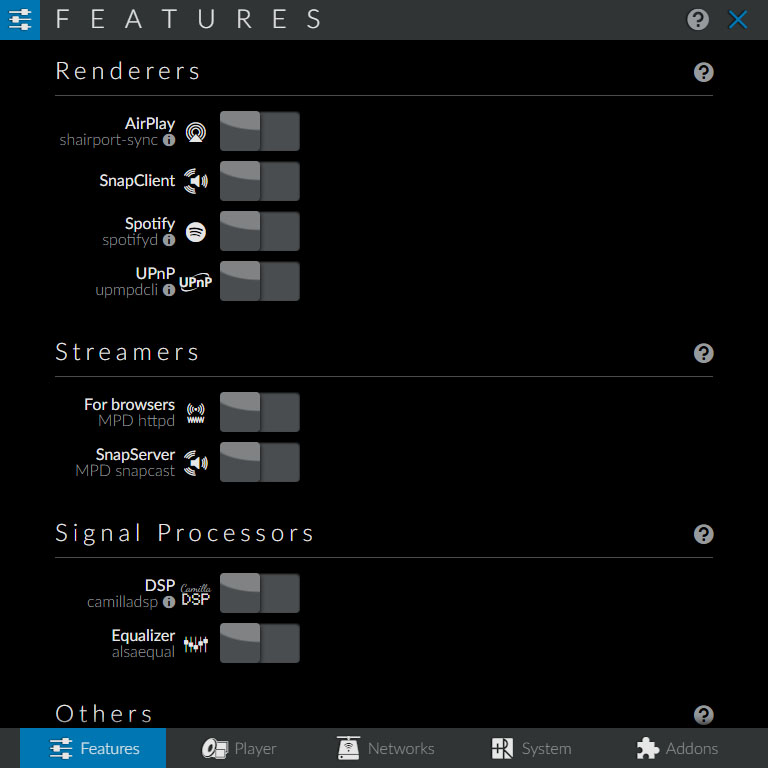 FEATURES
Renderers
AirPlay
shairport-sync
SnapClient
Spotify
spotifyd
UPnP
upmpdcli
UPnP
Streamers
For browsers
MPD httpd
SnapServer
MPD snapcast
Signal Processors
DSP
camilladsp
Camilla
DSP
Equalizer
alsaequal
Others
Features Player Networks System Addons